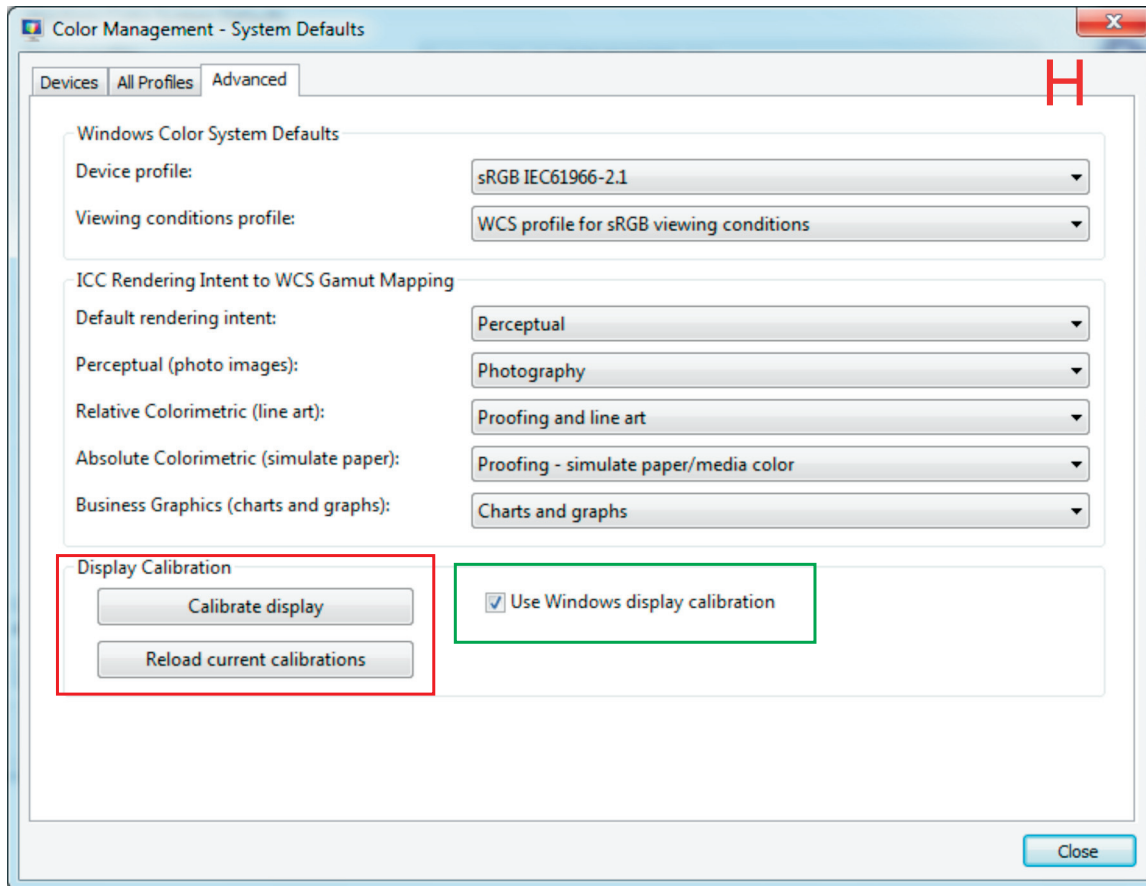 Color Management - System Defaults
Devices All Profiles Advanced
H
Windows Color System Defaults
Device profile: sRGB IEC61966-2.1
Viewing conditions profile: WCS profile for sRGB viewing conditions
ICC Rendering Intent to WCS Gamut Mapping
Default rendering intent: Perceptual
Perceptual (photo images): Photography
Relative Colorimetric (line art): Proofing and line art
Absolute Colorimetric (simulate paper): Proofing - simulate paper/media color
Business Graphics (charts and graphs): Charts and graphs
Display Calibration
Calibrate display Use Windows display calibration
Reload current calibrations
Close